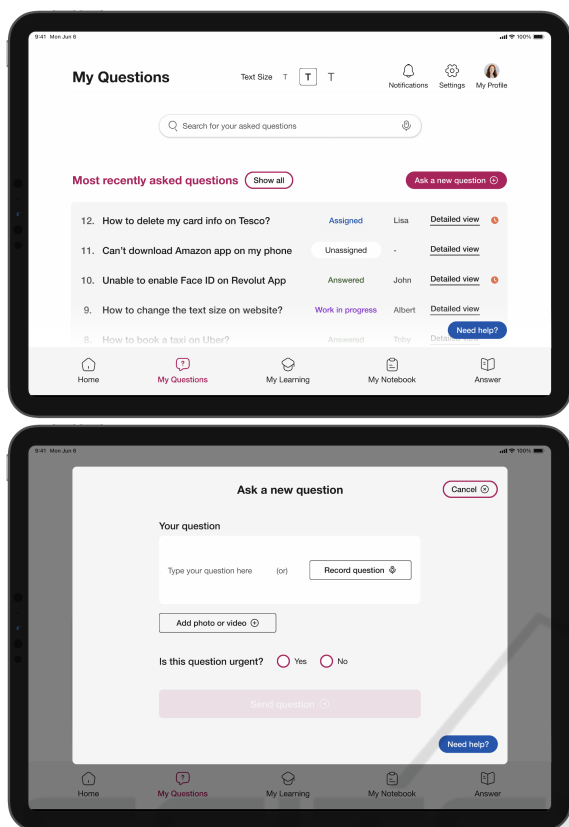 9:41 Mon Jun 6
100%
My Questions
Text Size T T T
Notifications Settings My Profile
Search for your asked questions
Most recently asked questions Show all Ask a new question
12. How to delete my card info on Tesco? Assigned Lisa Detailed view
11. Can't download Amazon app on my phone Unassigned - Detailed view
10. Unable to enable Face ID on Revolut App Answered John Detailed view
9. How to change the text size on website? Work in progress Albert Detailed view
Need help?
8. How to book a taxi on Uber? Answered Toby Detailed view
Home My Questions My Learning My Notebook Answer
9:41 Mon Jun 6
100%
Ask a new question
Cancel
Your question
Type your question here (or) Record question
Add photo or video
Is this question urgent? Yes No
Send question
Need help?
Home My Questions My Learning My Notebook Answer